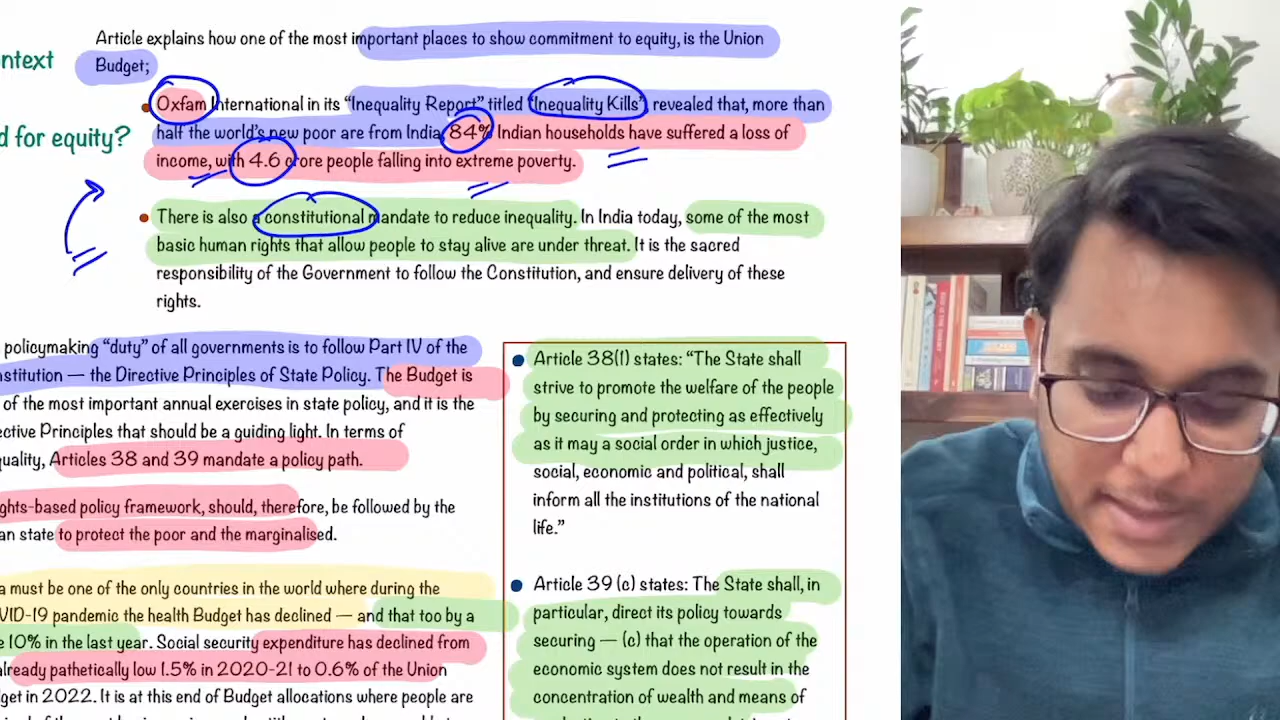 ntext
Article explains how one of the most important places to show commitment to equity, is the Union
Budget;
d for equity?
Oxfam International in its “Inequality Report” titled “Inequality Kills”, revealed that, more than
half the world’s new poor are from India, 84% Indian households have suffered a loss of
income, with 4.6 crore people falling into extreme poverty.
There is also a constitutional mandate to reduce inequality. In India today, some of the most
basic human rights that allow people to stay alive are under threat. It is the sacred
responsibility of the Government to follow the Constitution, and ensure delivery of these
rights.
policymaking “duty” of all governments is to follow Part IV of the
nstitution — the Directive Principles of State Policy. The Budget is
of the most important annual exercises in state policy, and it is the
ective Principles that should be a guiding light. In terms of
quality, Articles 38 and 39 mandate a policy path.
ghts-based policy framework, should, therefore, be followed by the
an state to protect the poor and the marginalised.
a must be one of the only countries in the world where during the
VID-19 pandemic the health Budget has declined — and that too by a
e 10% in the last year. Social security expenditure has declined from
already pathetically low 1.5% in 2020-21 to 0.6% of the Union
dget in 2022. It is at this end of Budget allocations where people are
Article 38(1) states: “The State shall
strive to promote the welfare of the people
by securing and protecting as effectively
as it may a social order in which justice,
social, economic and political, shall
inform all the institutions of the national
life.”
Article 39 (c) states: The State shall, in
particular, direct its policy towards
securing — (c) that the operation of the
economic system does not result in the
concentration of wealth and means of